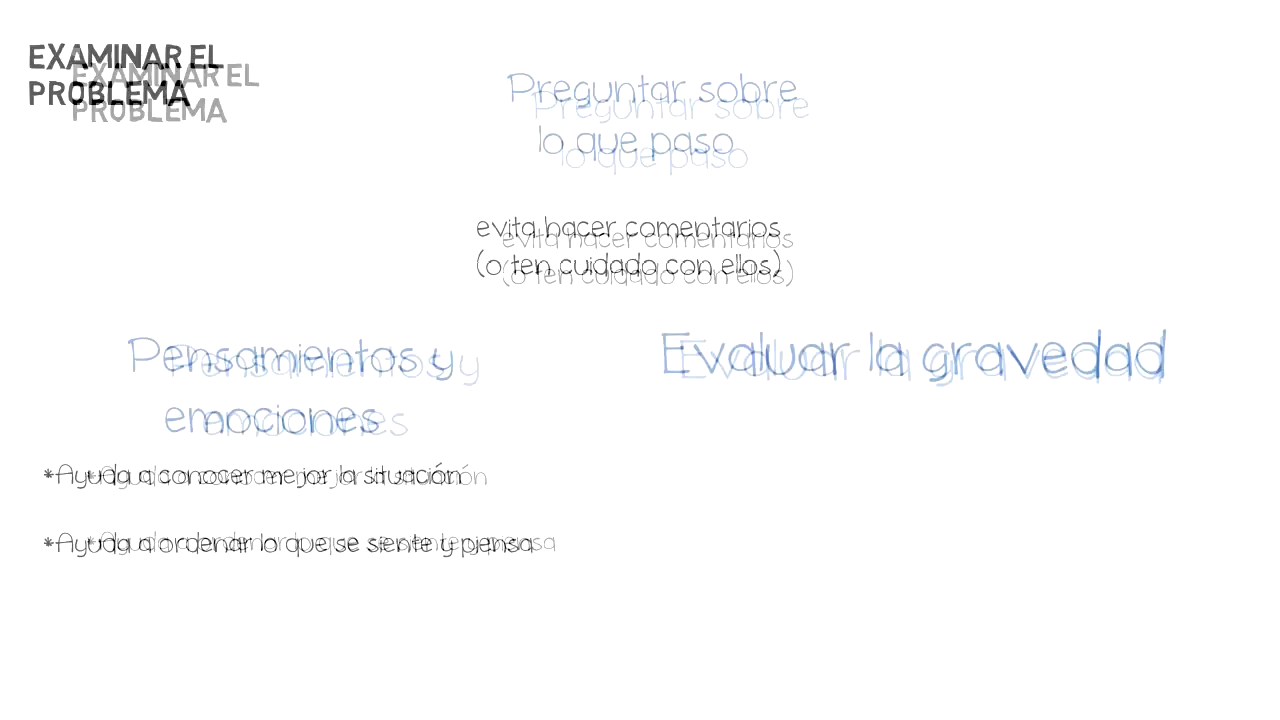 EXAMINAR EL
PROBLEMA
Preguntar sobre
lo que paso
evita hacer comentarios
(o ten cuidado con ellos)
Pensamientos y
emociones
*Ayuda a conocer mejor la situación
*Ayuda a ordenar lo que se siente y piensa
Evaluar la gravedad